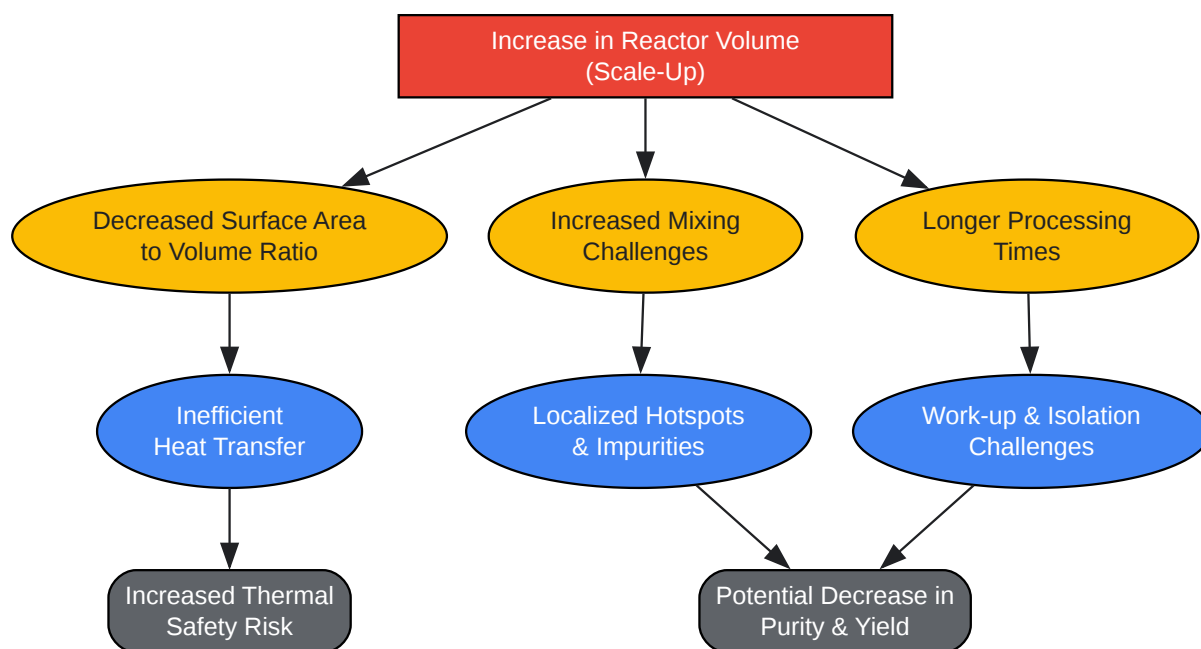 Increase in Reactor Volume
(Scale-Up)
Decreased Surface Area
to Volume Ratio
Increased Mixing
Challenges
Longer Processing
Times
Inefficient
Heat Transfer
Localized Hotspots
& Impurities
Work-up & Isolation
Challenges
Increased Thermal
Safety Risk
Potential Decrease in
Purity & Yield